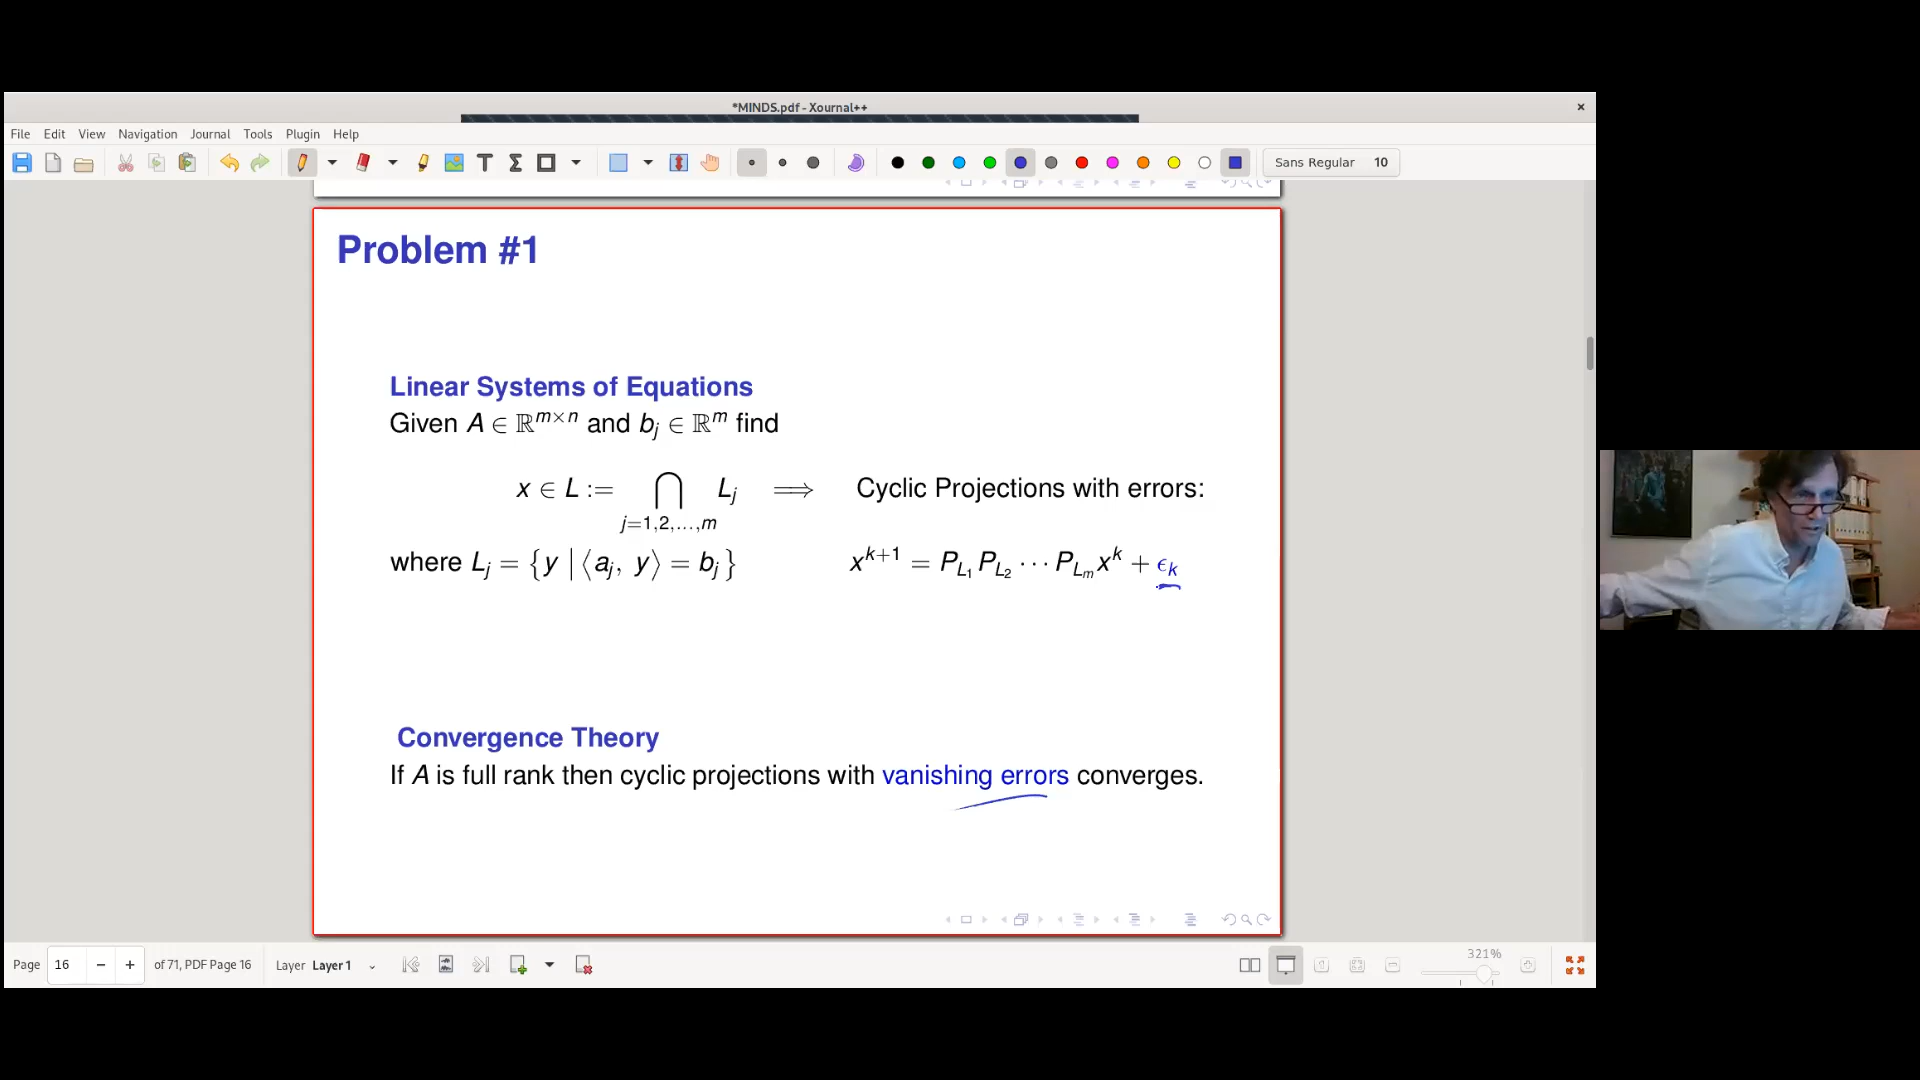 *MINDS.pdf - Xournal++
×
File Edit View Navigation Journal Tools Plugin Help
Sans Regular 10
Problem #1
Linear Systems of Equations
Given A ∈ ℝ^{m×n} and b_j ∈ ℝ^m find
x ∈ L := ⋂_{j=1,2,...,m} L_j ⟹ Cyclic Projections with errors:
where L_j = {y | ⟨a_j, y⟩ = b_j} x^{k+1} = P_{L_1} P_{L_2} ··· P_{L_m} x^k + ϵ_k
Convergence Theory
If A is full rank then cyclic projections with vanishing errors converges.
Page 16 − + of 71, PDF Page 16 Layer Layer 1 321%